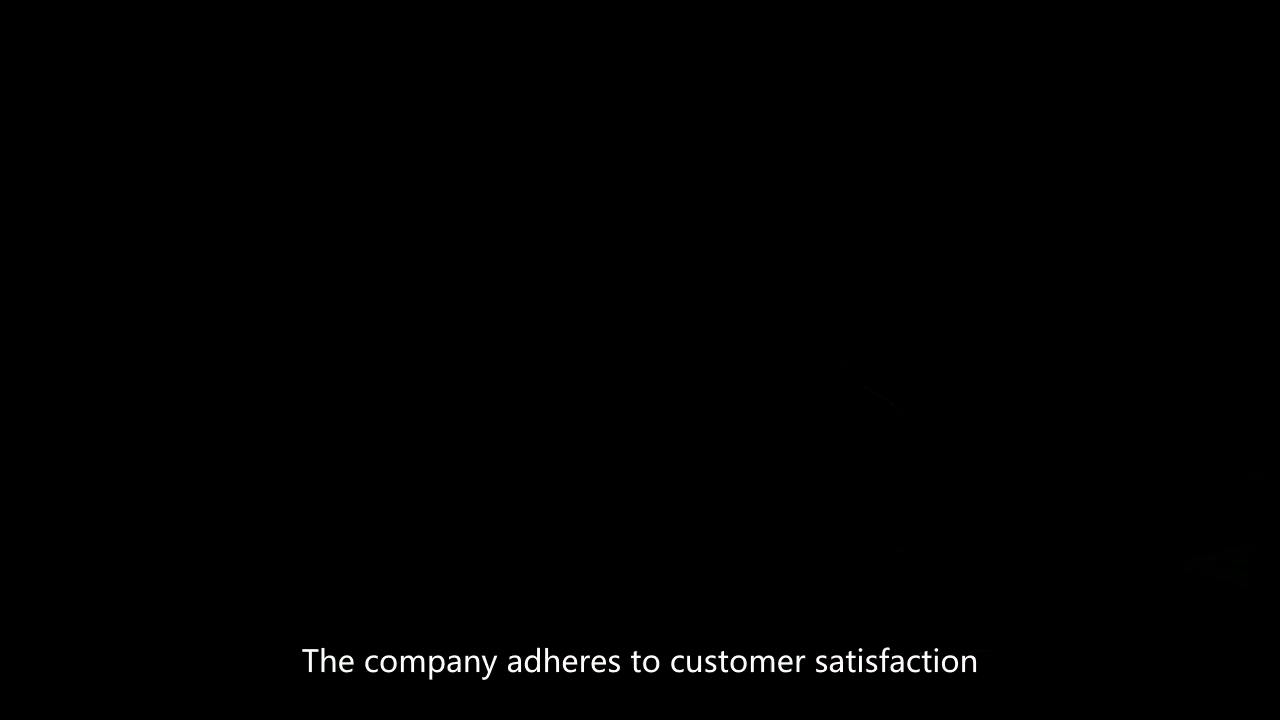 The company adheres to customer satisfaction